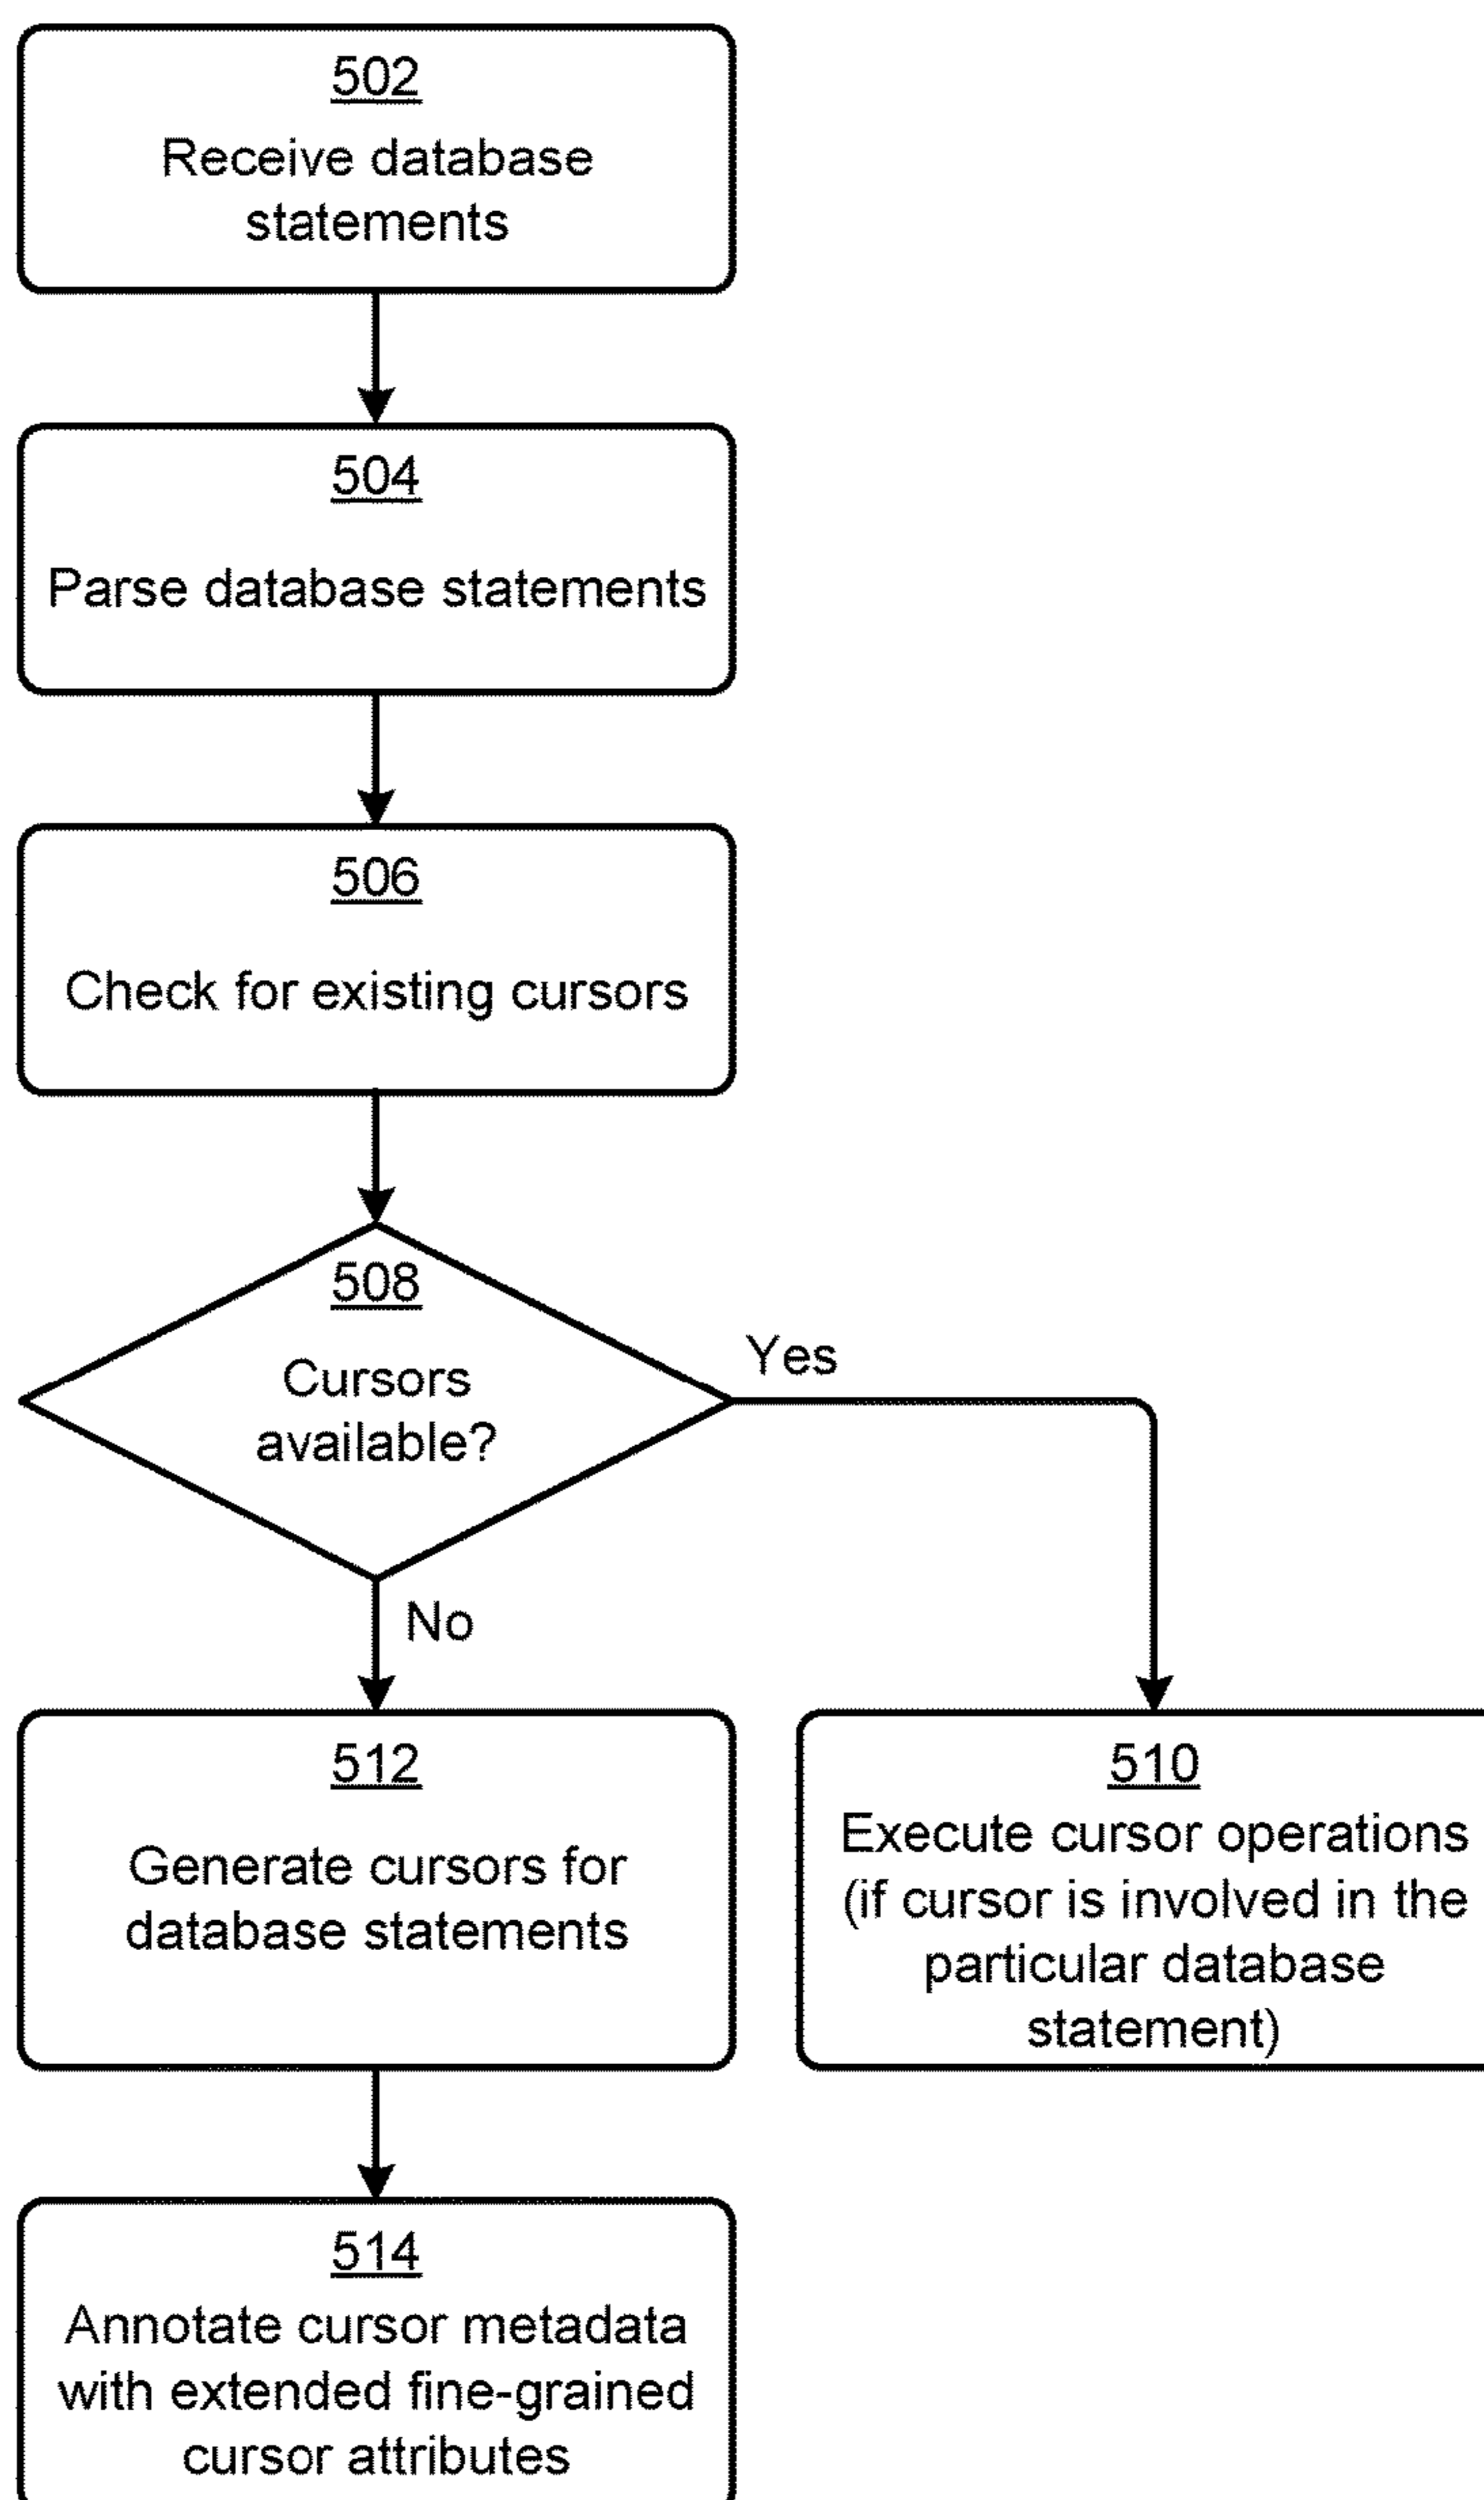 502
Receive database
statements
504
Parse database statements
506
Check for existing cursors
508
Cursors
available?
Yes
No
512
Generate cursors for
database statements
510
Execute cursor operations
(if cursor is involved in the
particular database
statement)
514
Annotate cursor metadata
with extended fine-grained
cursor attributes